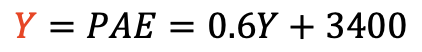 Y = PAE = 0.6Y + 3400